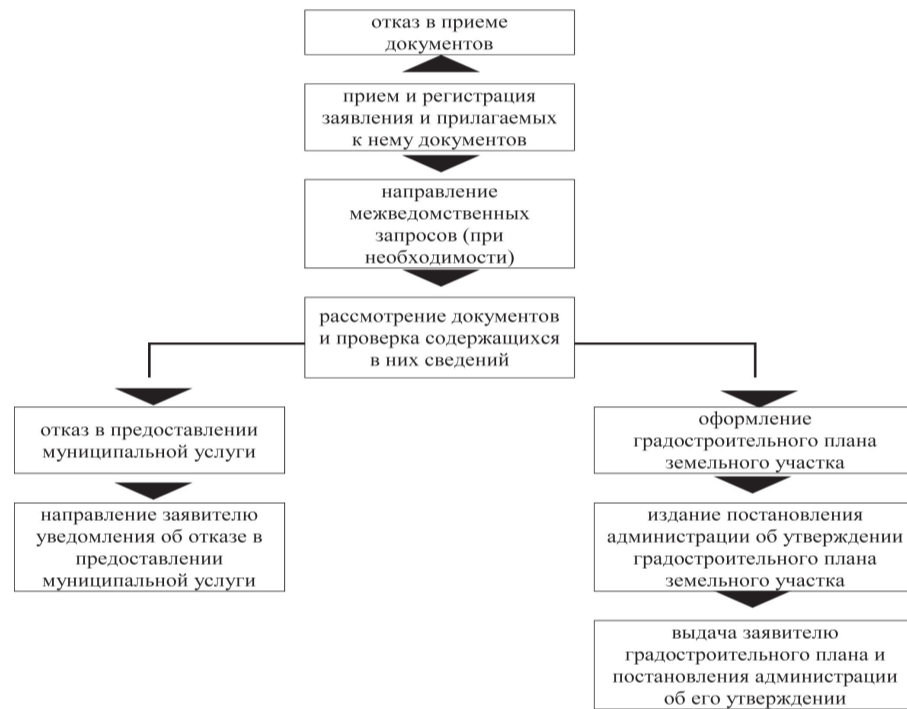 отказ в приеме
документов
прием и регистрация
заявления и прилагаемых
к нему документов
направление
межведомственных
запросов (при
необходимости)
рассмотрение документов
и проверка содержащихся
в них сведений
отказ в предоставлении
муниципальной услуги
направление заявителю
уведомления об отказе в
предоставлении
муниципальной услуги
оформление
градостроительного плана
земельного участка
издание постановления
администрации об утверждении
градостроительного плана
земельного участка
выдача заявителю
градостроительного плана и
постановления администрации
об его утверждении